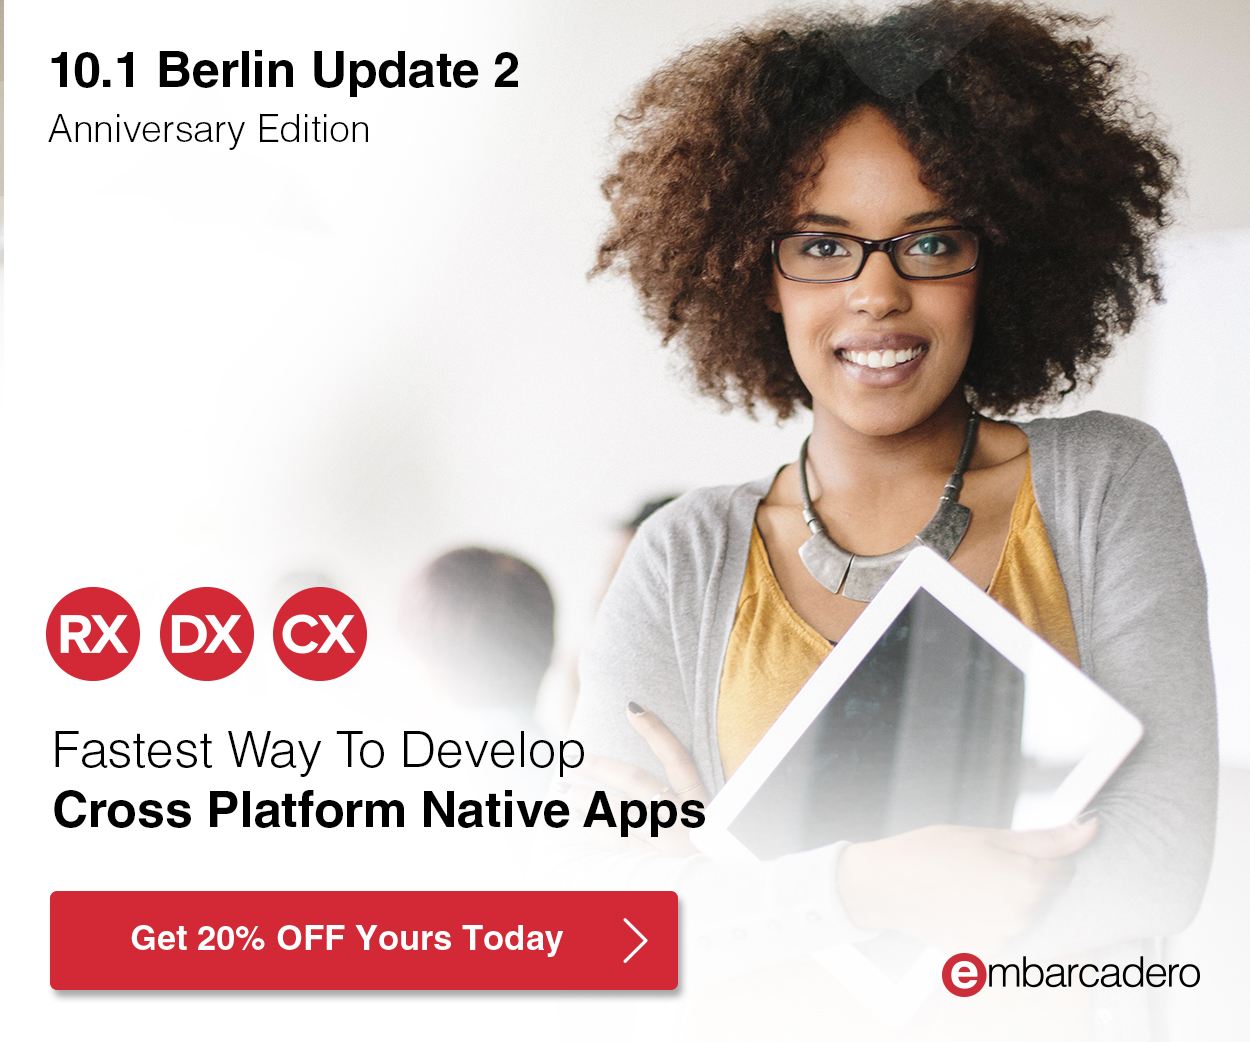 10.1 Berlin Update 2
Anniversary Edition
RX DX CX
Fastest Way To Develop
Cross Platform Native Apps
Get 20% OFF Yours Today
embarcadero